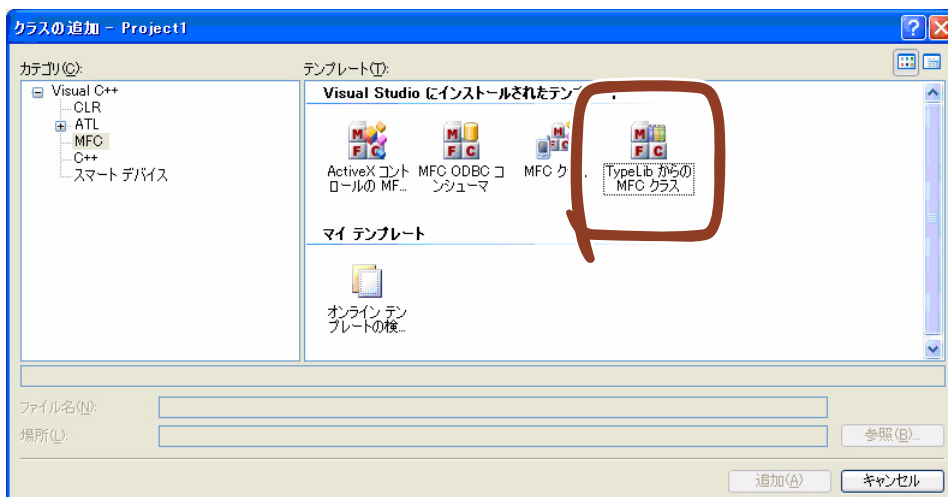 クラスの追加 - Project1
カテゴリ(C):
テンプレート(T):
Visual C++
CLR
ATL
MFC
C++
スマート デバイス
Visual Studio にインストールされたテンプ
ActiveX コント
ロールの MF...
MFC ODBC コ
ンシューマ
MFC ク
TypeLib からの
MFC クラス
マイ テンプレート
オンライン テン
プレートの検...
ファイル名(N):
場所(L):
参照(B)...
追加(A)
キャンセル